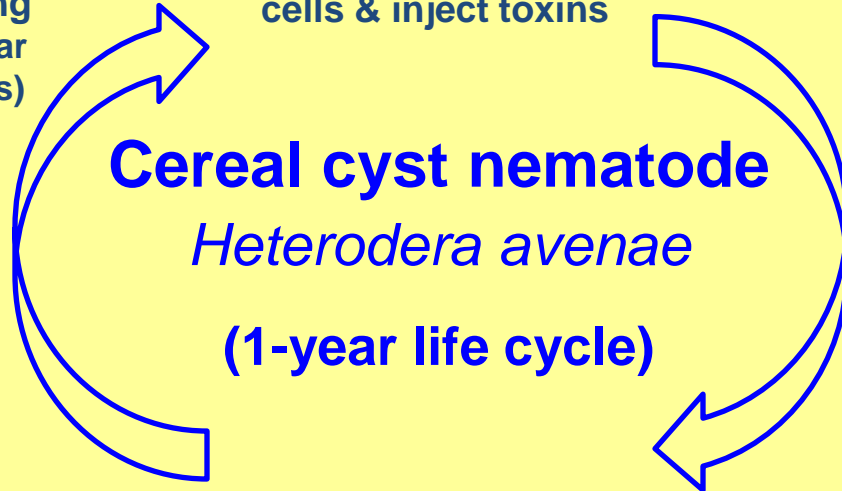 cells & inject toxins
Cereal cyst nematode
Heterodera avenae
(1-year life cycle)